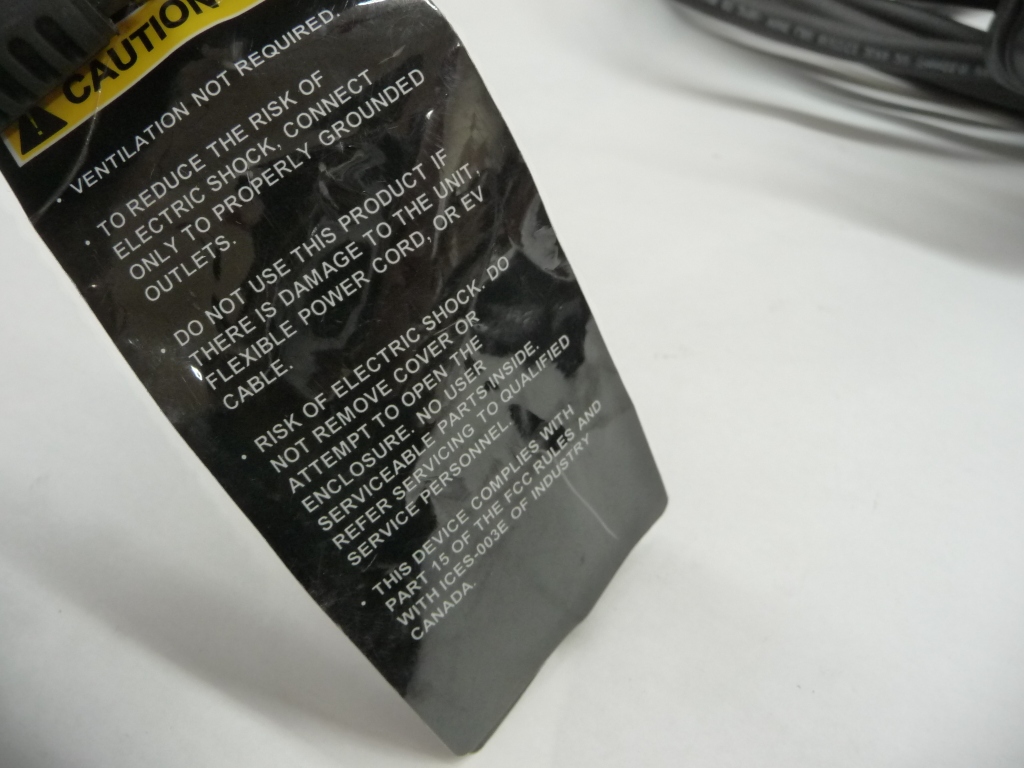 CAUTION
• VENTILATION NOT REQUIRED.
• TO REDUCE THE RISK OF
ELECTRIC SHOCK, CONNECT
ONLY TO PROPERLY GROUNDED
OUTLETS.
• DO NOT USE THIS PRODUCT IF
THERE IS DAMAGE TO THE UNIT,
FLEXIBLE POWER CORD, OR EV
CABLE.
• RISK OF ELECTRIC SHOCK. DO
NOT REMOVE COVER OR
ATTEMPT TO OPEN THE
ENCLOSURE. NO USER
SERVICEABLE PARTS INSIDE.
REFER SERVICING TO QUALIFIED
SERVICE PERSONNEL.
• THIS DEVICE COMPLIES WITH
PART 15 OF THE FCC RULES AND
WITH ICES-003E OF INDUSTRY
CANADA.